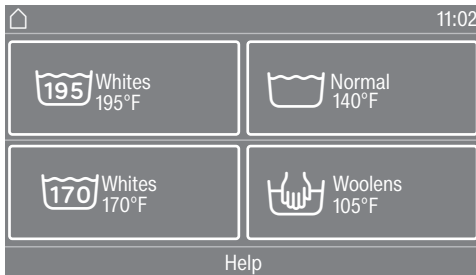 11:02
195
Whites
195°F
Normal
140°F
170
Whites
170°F
Woolens
105°F
Help